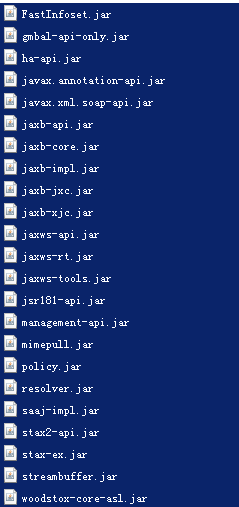 FastInfoset.jar
gmbal-api-only.jar
ha-api.jar
javax.annotation-api.jar
javax.xml.soap-api.jar
jaxb-api.jar
jaxb-core.jar
jaxb-impl.jar
jaxb-jxc.jar
jaxb-xjc.jar
jaxws-api.jar
jaxws-rt.jar
jaxws-tools.jar
jsr181-api.jar
management-api.jar
mimepull.jar
policy.jar
resolver.jar
saaj-impl.jar
stax2-api.jar
stax-ex.jar
streambuffer.jar
woodstox-core-asl.jar